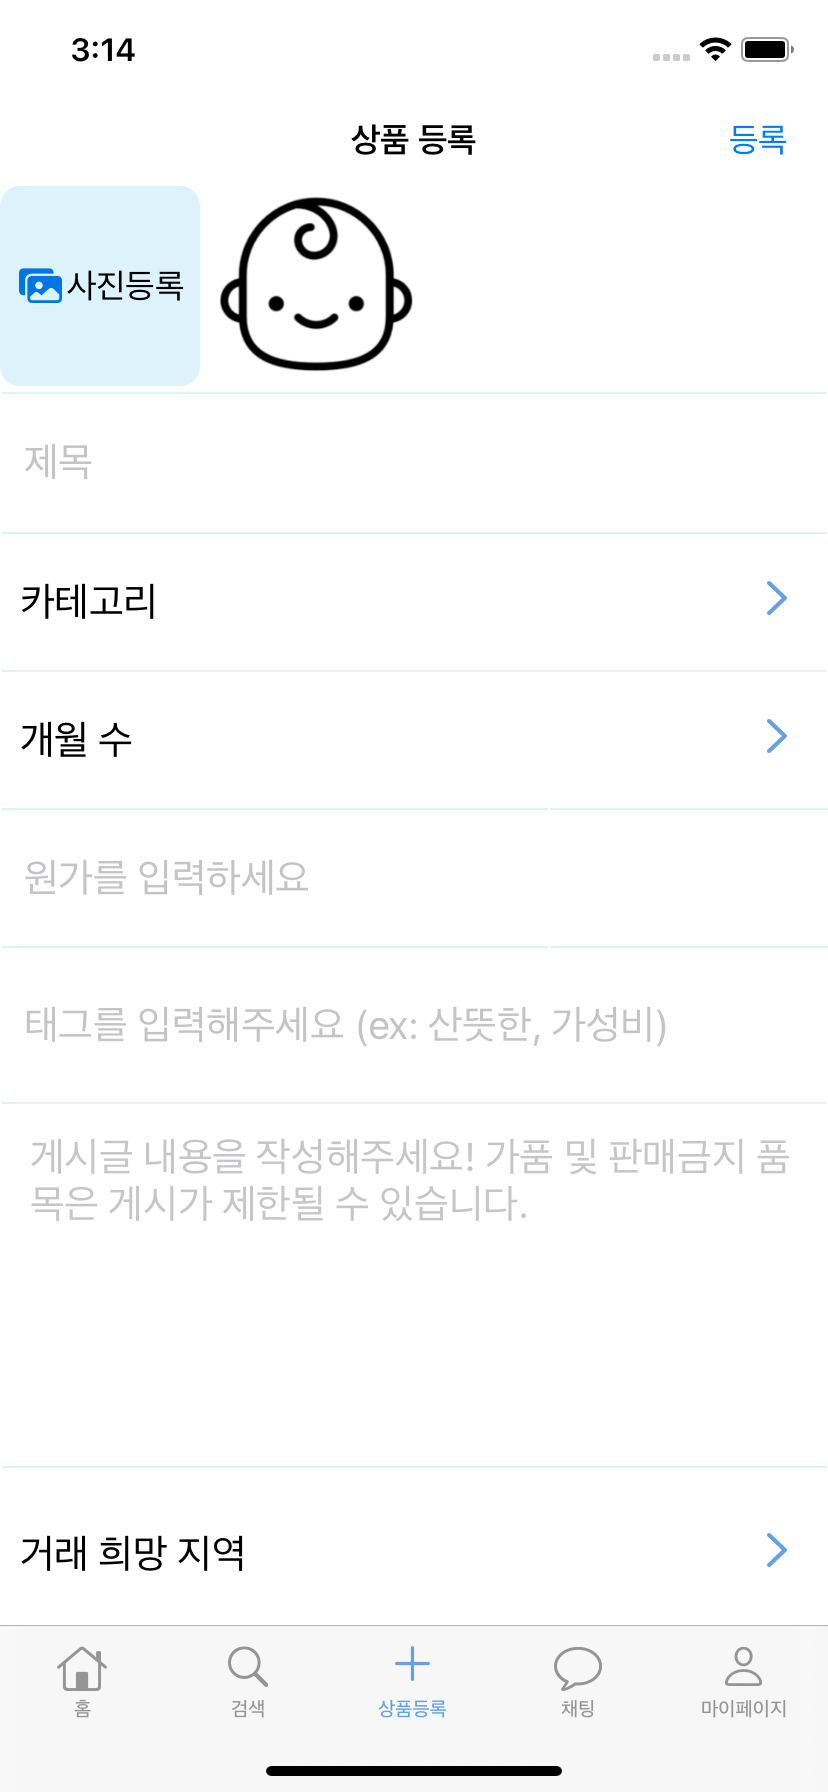 3:14
상품 등록
등록
사진등록
제목
카테고리
개월 수
원가를 입력하세요
태그를 입력해주세요 (ex: 산뜻한, 가성비)
게시글 내용을 작성해주세요! 가품 및 판매금지 품
목은 게시가 제한될 수 있습니다.
거래 희망 지역
홈
검색
상품등록
채팅
마이페이지